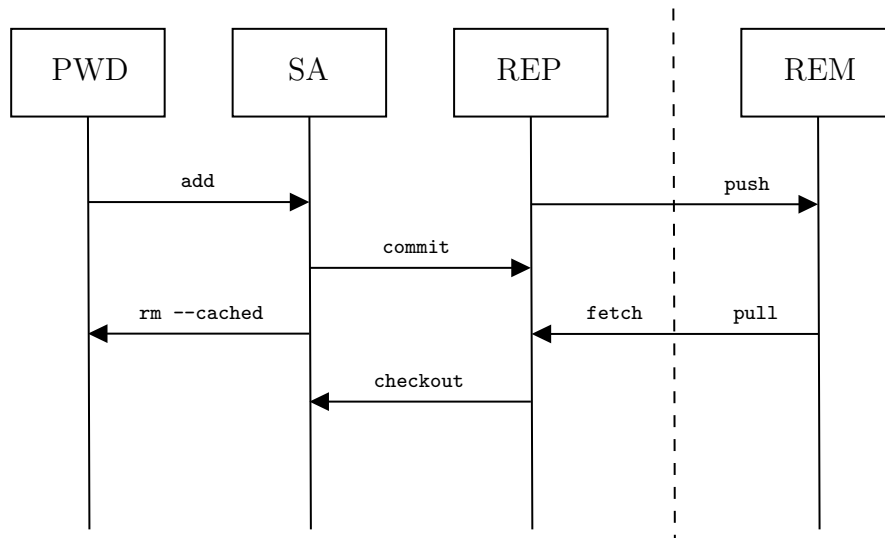 PWD
SA
REP
REM
add
push
commit
rm --cached
fetch
pull
checkout